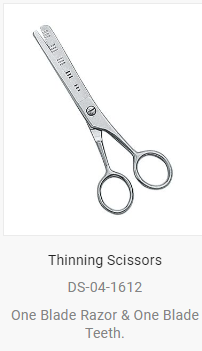 Thinning Scissors
DS-04-1612
One Blade Razor & One Blade
Teeth.